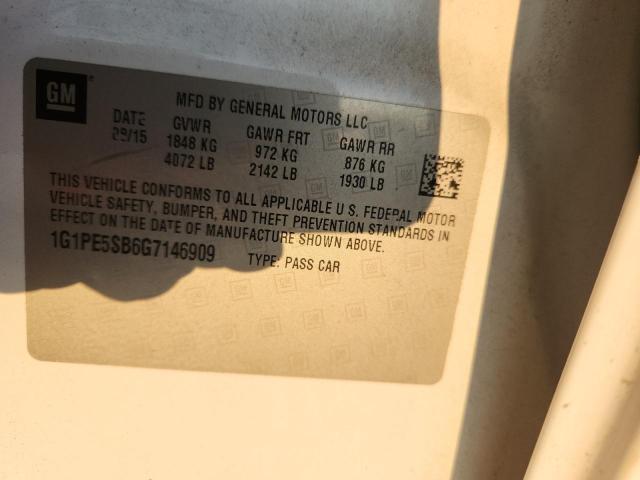 GM
MFD BY GENERAL MOTORS LLC
DATE GVWR GAWR FRT GAWR RR
09/15 1848 KG 972 KG 876 KG
4072 LB 2142 LB 1930 LB
THIS VEHICLE CONFORMS TO ALL APPLICABLE U.S. FEDERAL MOTOR
VEHICLE SAFETY, BUMPER, AND THEFT PREVENTION STANDARDS IN
EFFECT ON THE DATE OF MANUFACTURE SHOWN ABOVE.
1G1PE5SB6G7146909 TYPE: PASS CAR